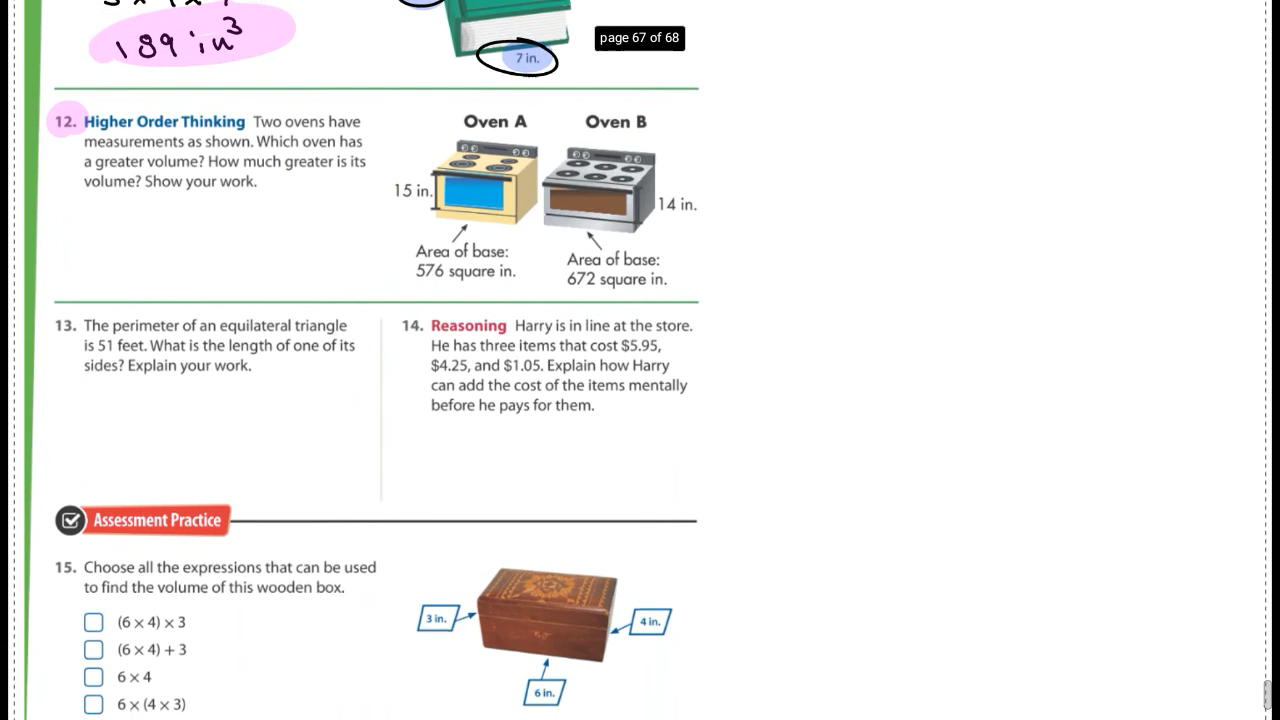 189 in³
7 in.
page 67 of 68
12. Higher Order Thinking Two ovens have
measurements as shown. Which oven has
a greater volume? How much greater is its
volume? Show your work.
Oven A
Oven B
15 in.
14 in.
Area of base:
576 square in.
Area of base:
672 square in.
13. The perimeter of an equilateral triangle
is 51 feet. What is the length of one of its
sides? Explain your work.
14. Reasoning Harry is in line at the store.
He has three items that cost $5.95,
$4.25, and $1.05. Explain how Harry
can add the cost of the items mentally
before he pays for them.
Assessment Practice
15. Choose all the expressions that can be used
to find the volume of this wooden box.
(6 × 4) × 3
(6 × 4) + 3
6 × 4
6 × (4 × 3)
3 in.
4 in.
6 in.